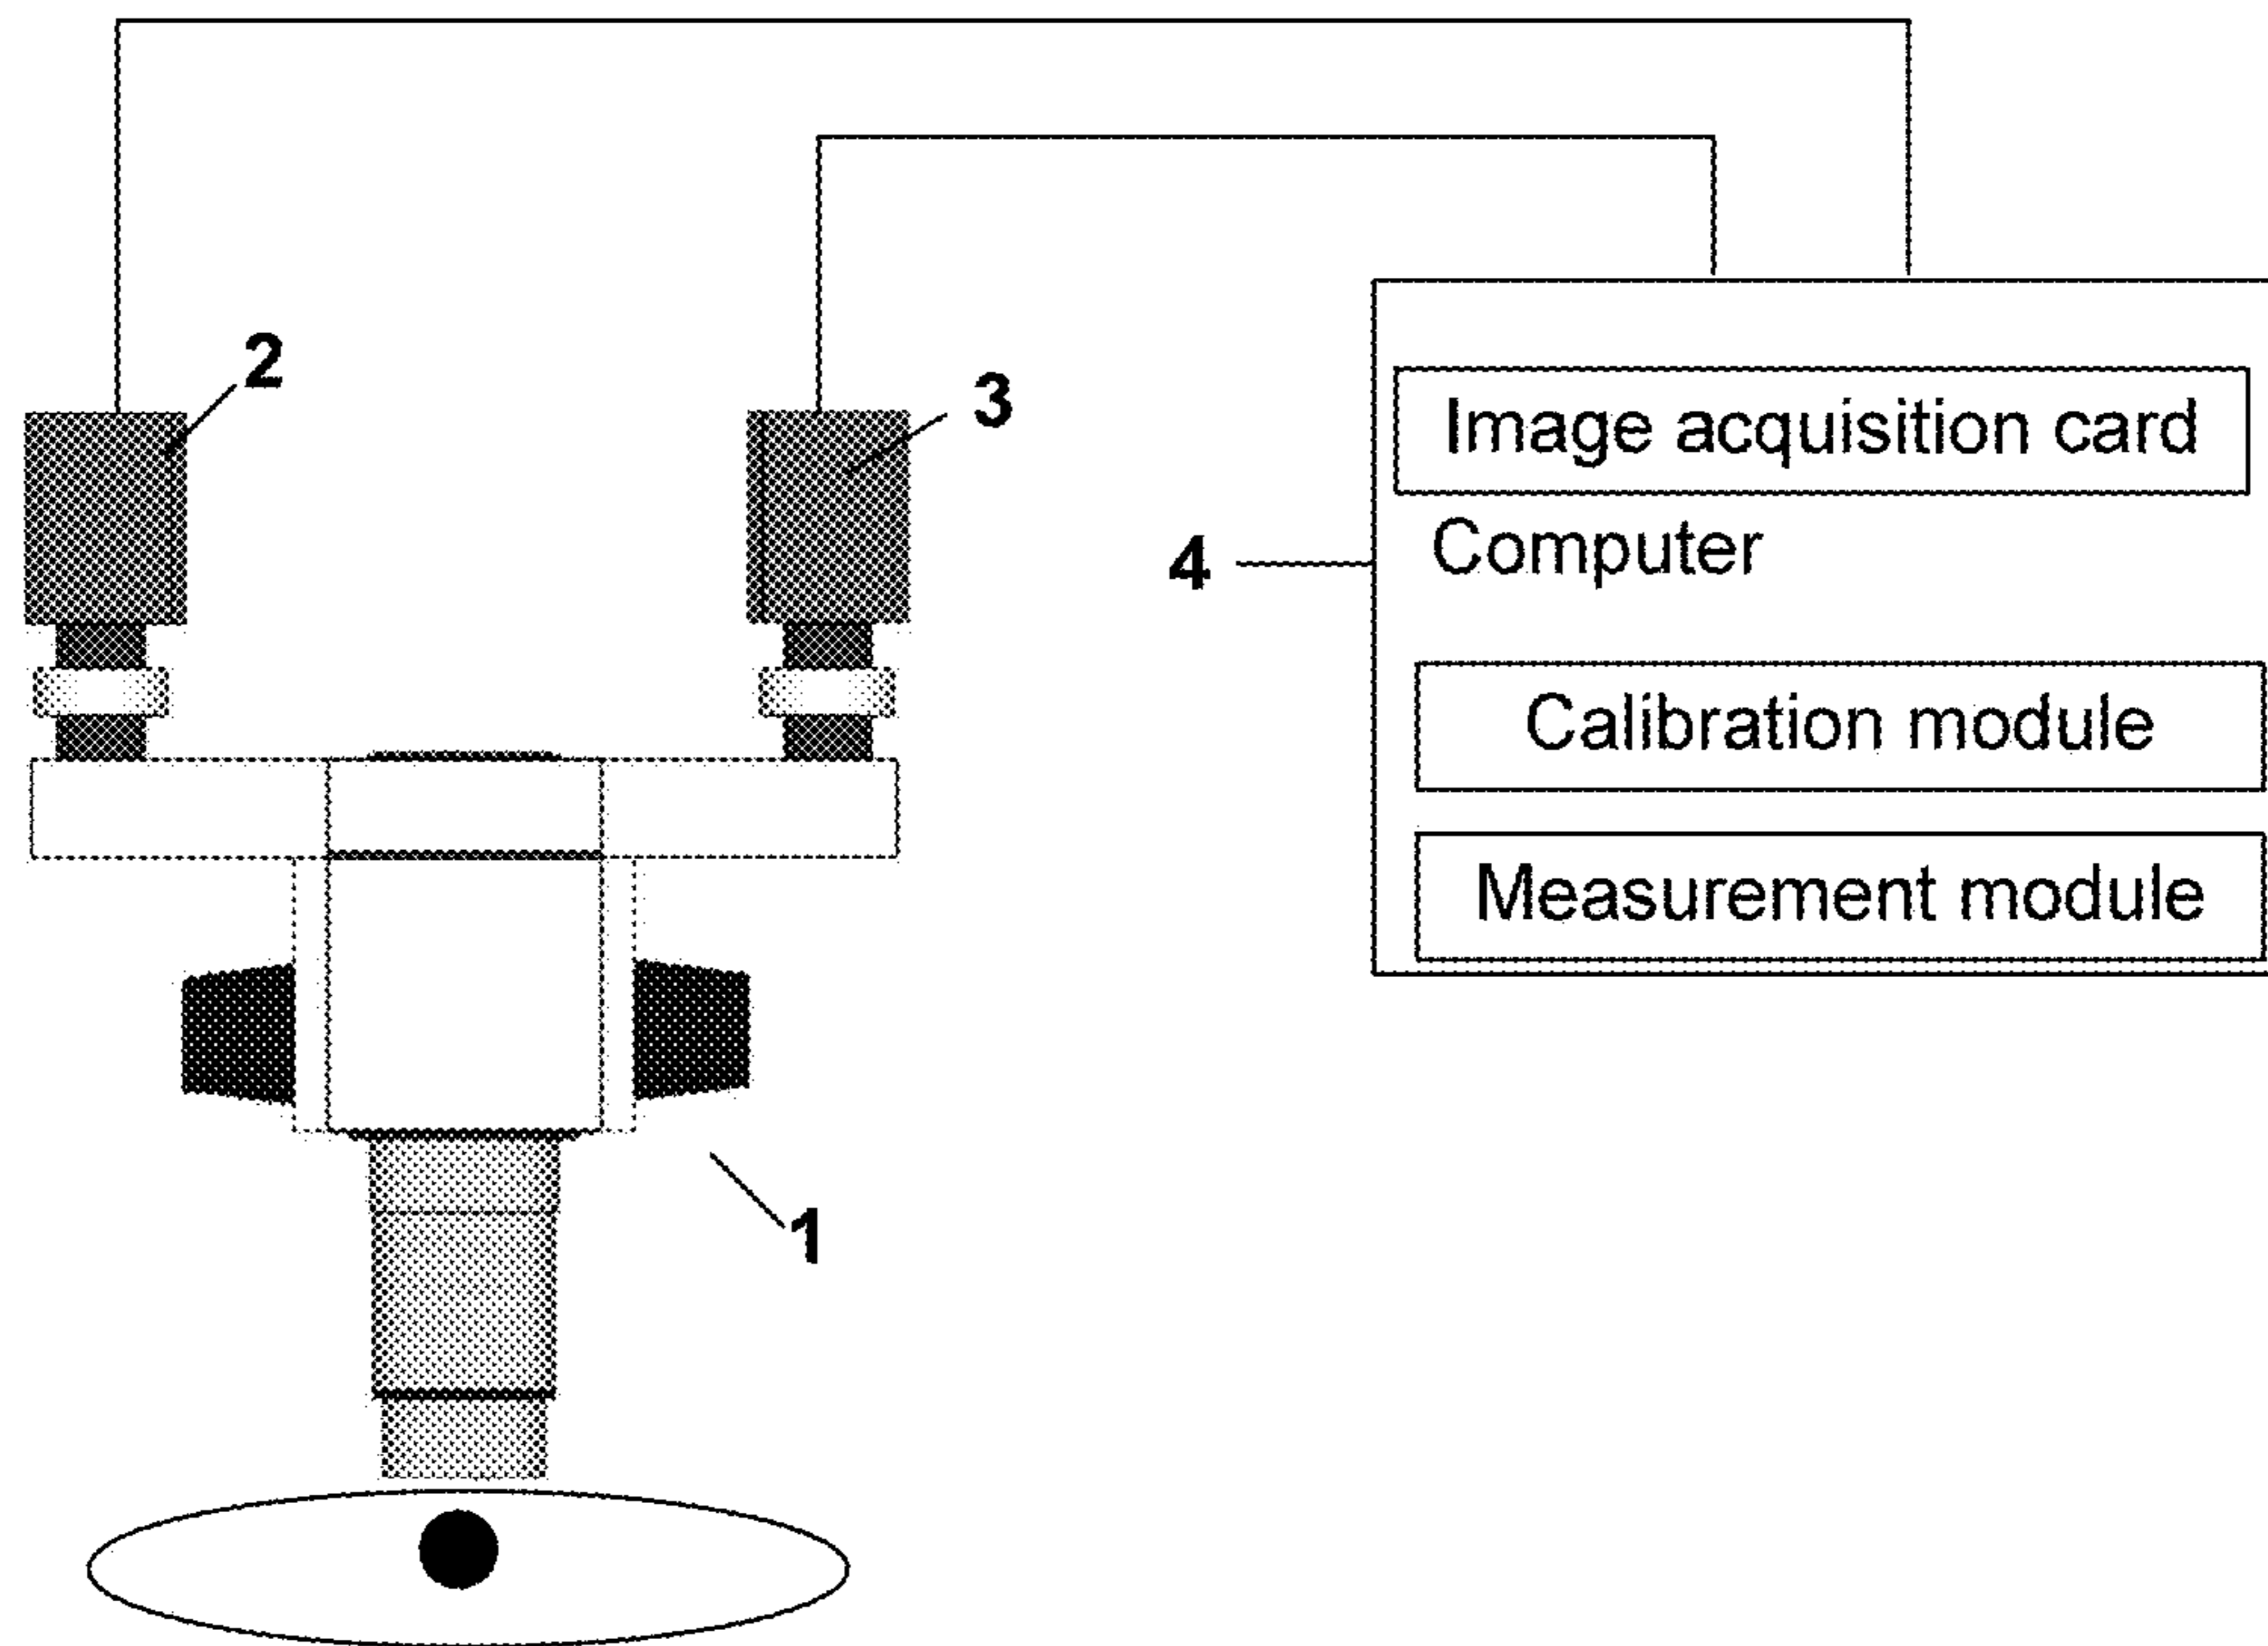 2
3
Image acquisition card
4
Computer
Calibration module
Measurement module
1